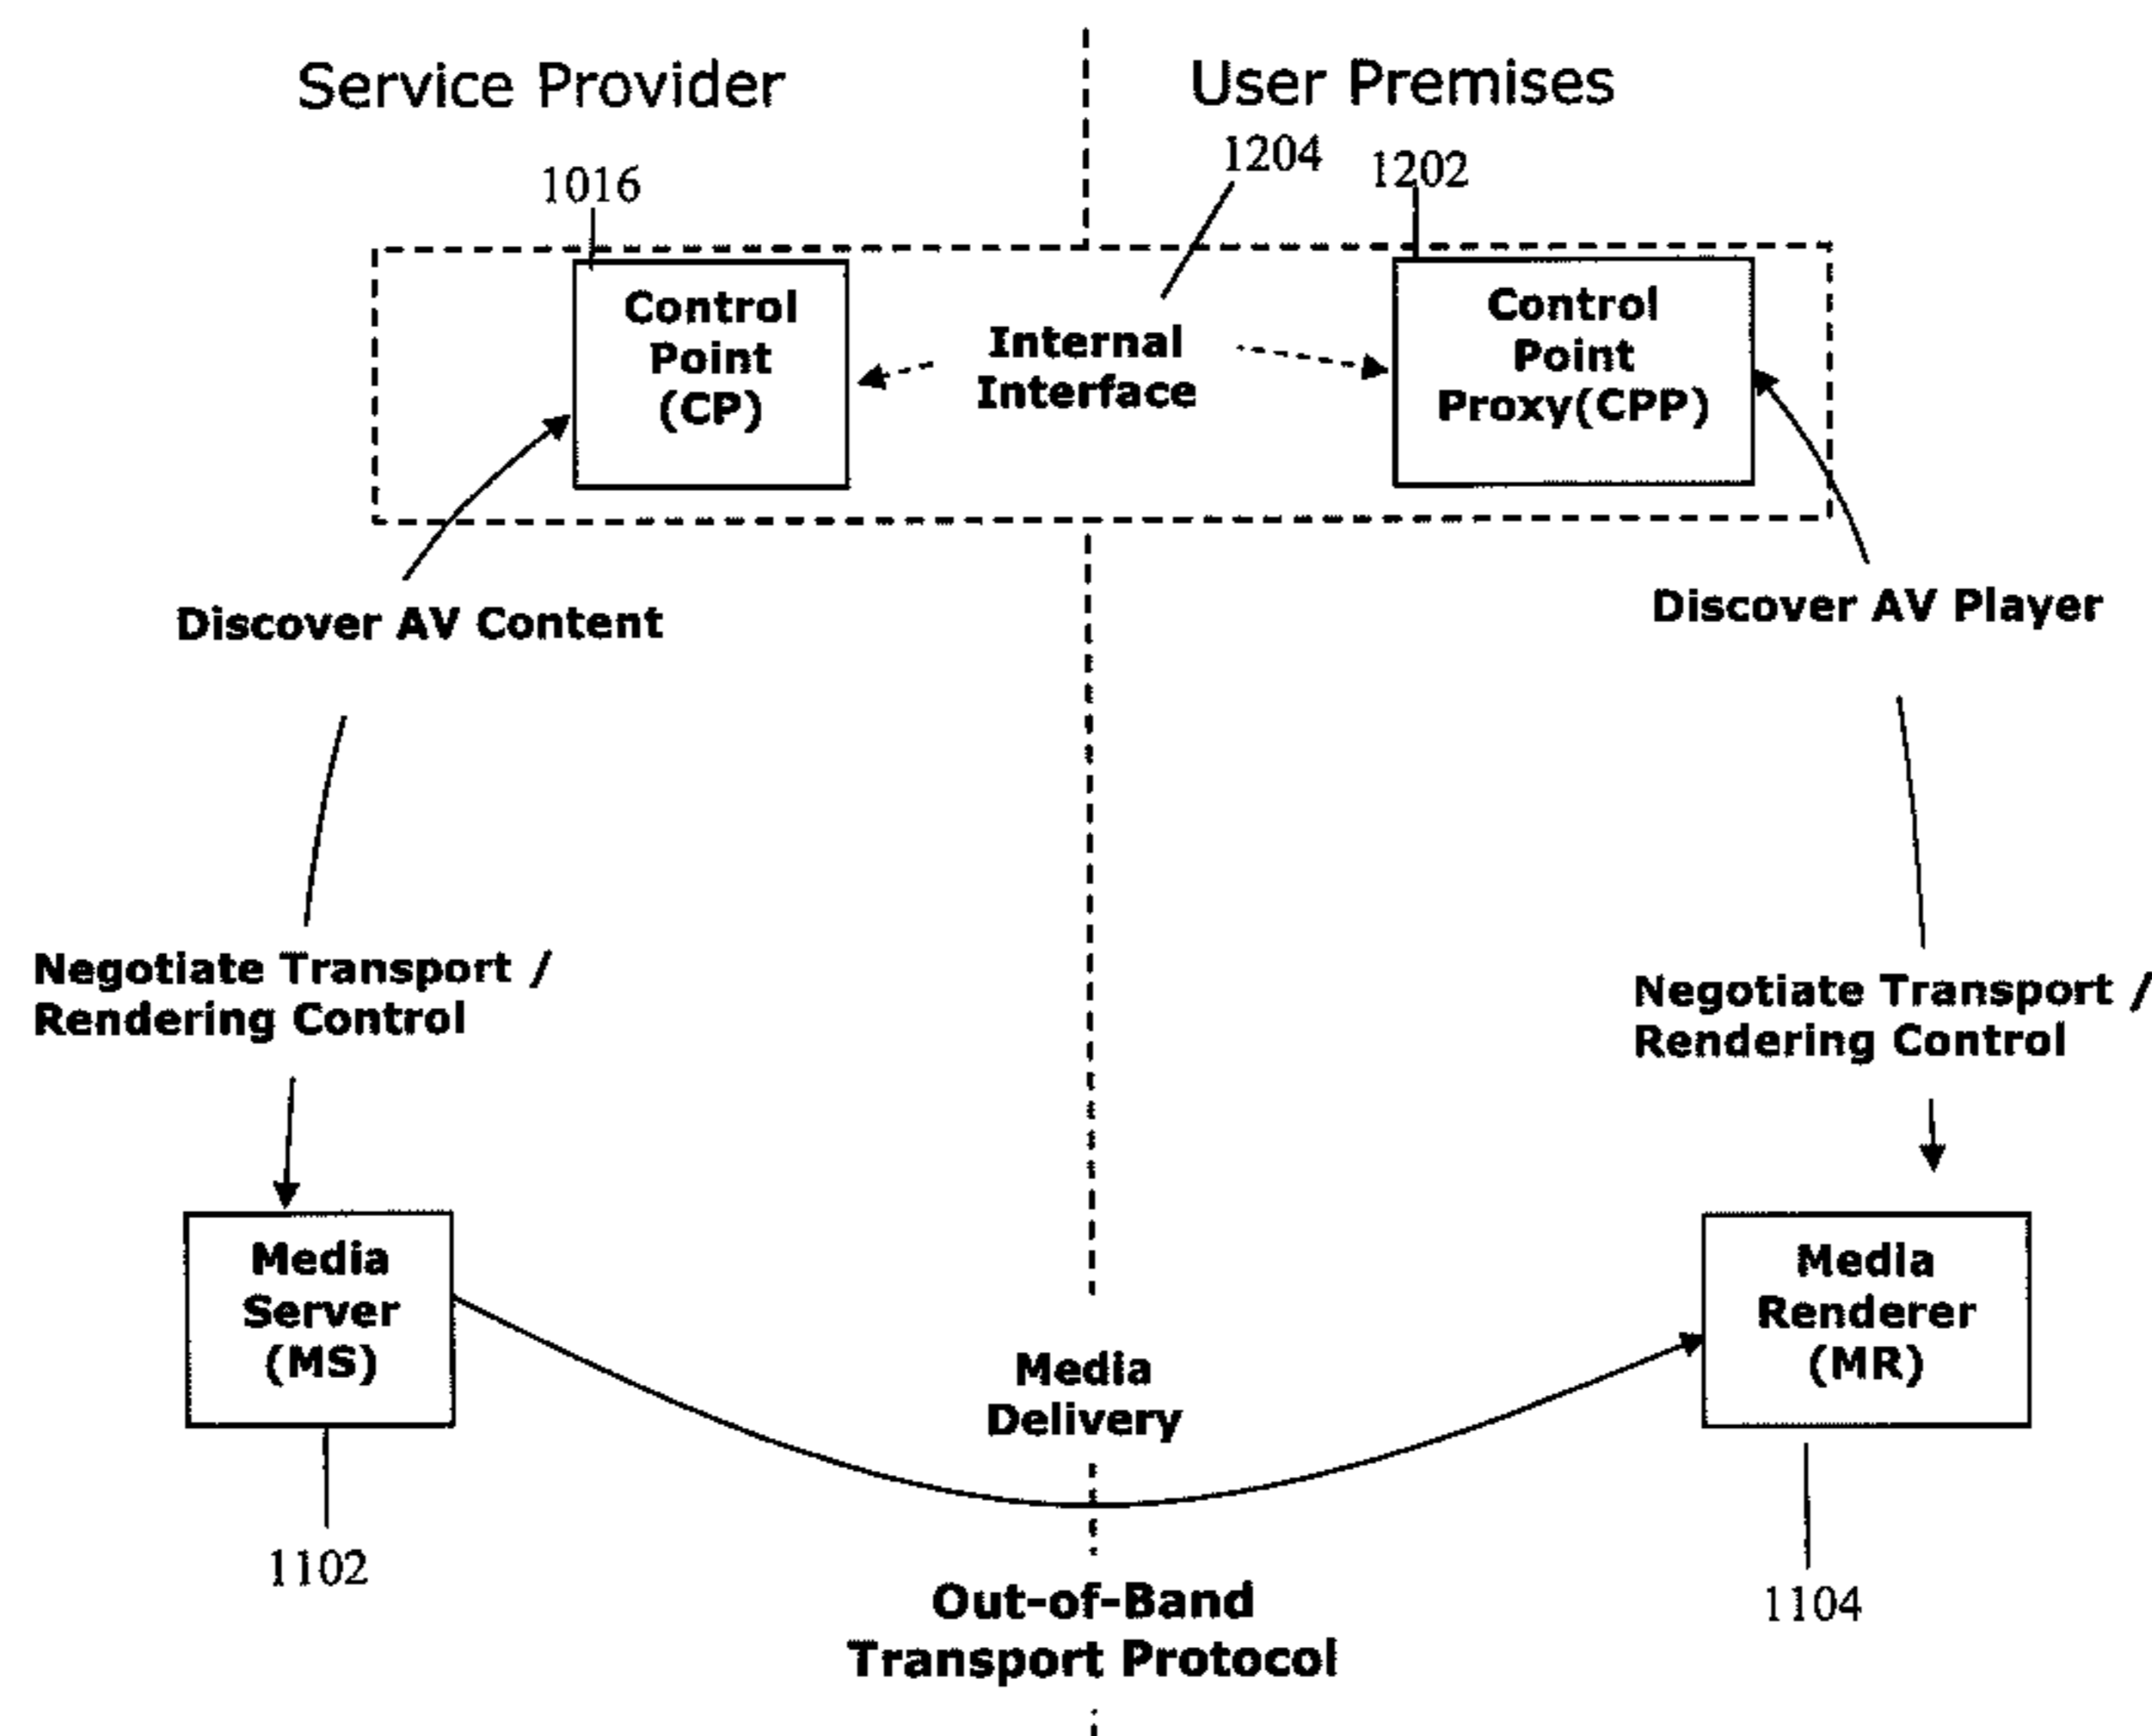 Service Provider
User Premises
1016
1204
1202
Control
Point
(CP)
Internal
Interface
Control
Point
Proxy(CPP)
Discover AV Content
Discover AV Player
Negotiate Transport /
Rendering Control
Negotiate Transport /
Rendering Control
Media
Server
(MS)
Media
Renderer
(MR)
Media
Delivery
1102
1104
Out-of-Band
Transport Protocol